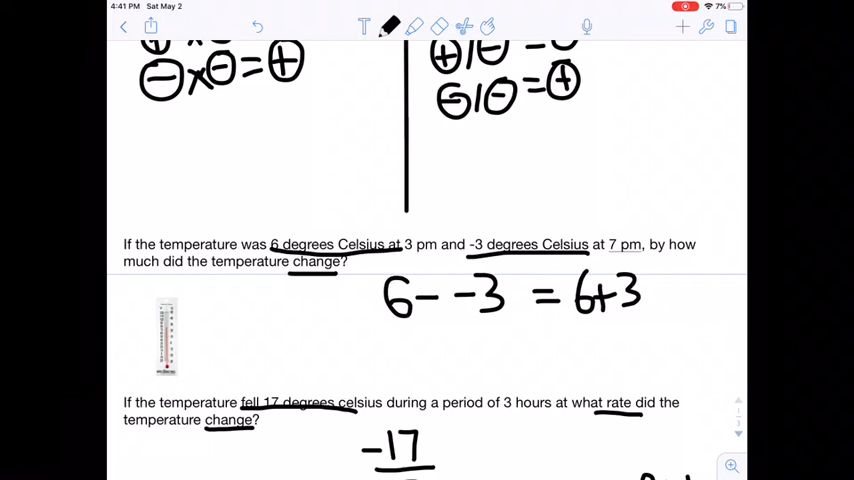 4:41 PM Sat May 2
7%
T
⊖ x ⊖ = ⊕
⊖ / ⊖ = ⊕
If the temperature was 6 degrees Celsius at 3 pm and -3 degrees Celsius at 7 pm, by how
much did the temperature change?
6 - -3 = 6+3
If the temperature fell 17 degrees celsius during a period of 3 hours at what rate did the
temperature change?
-17